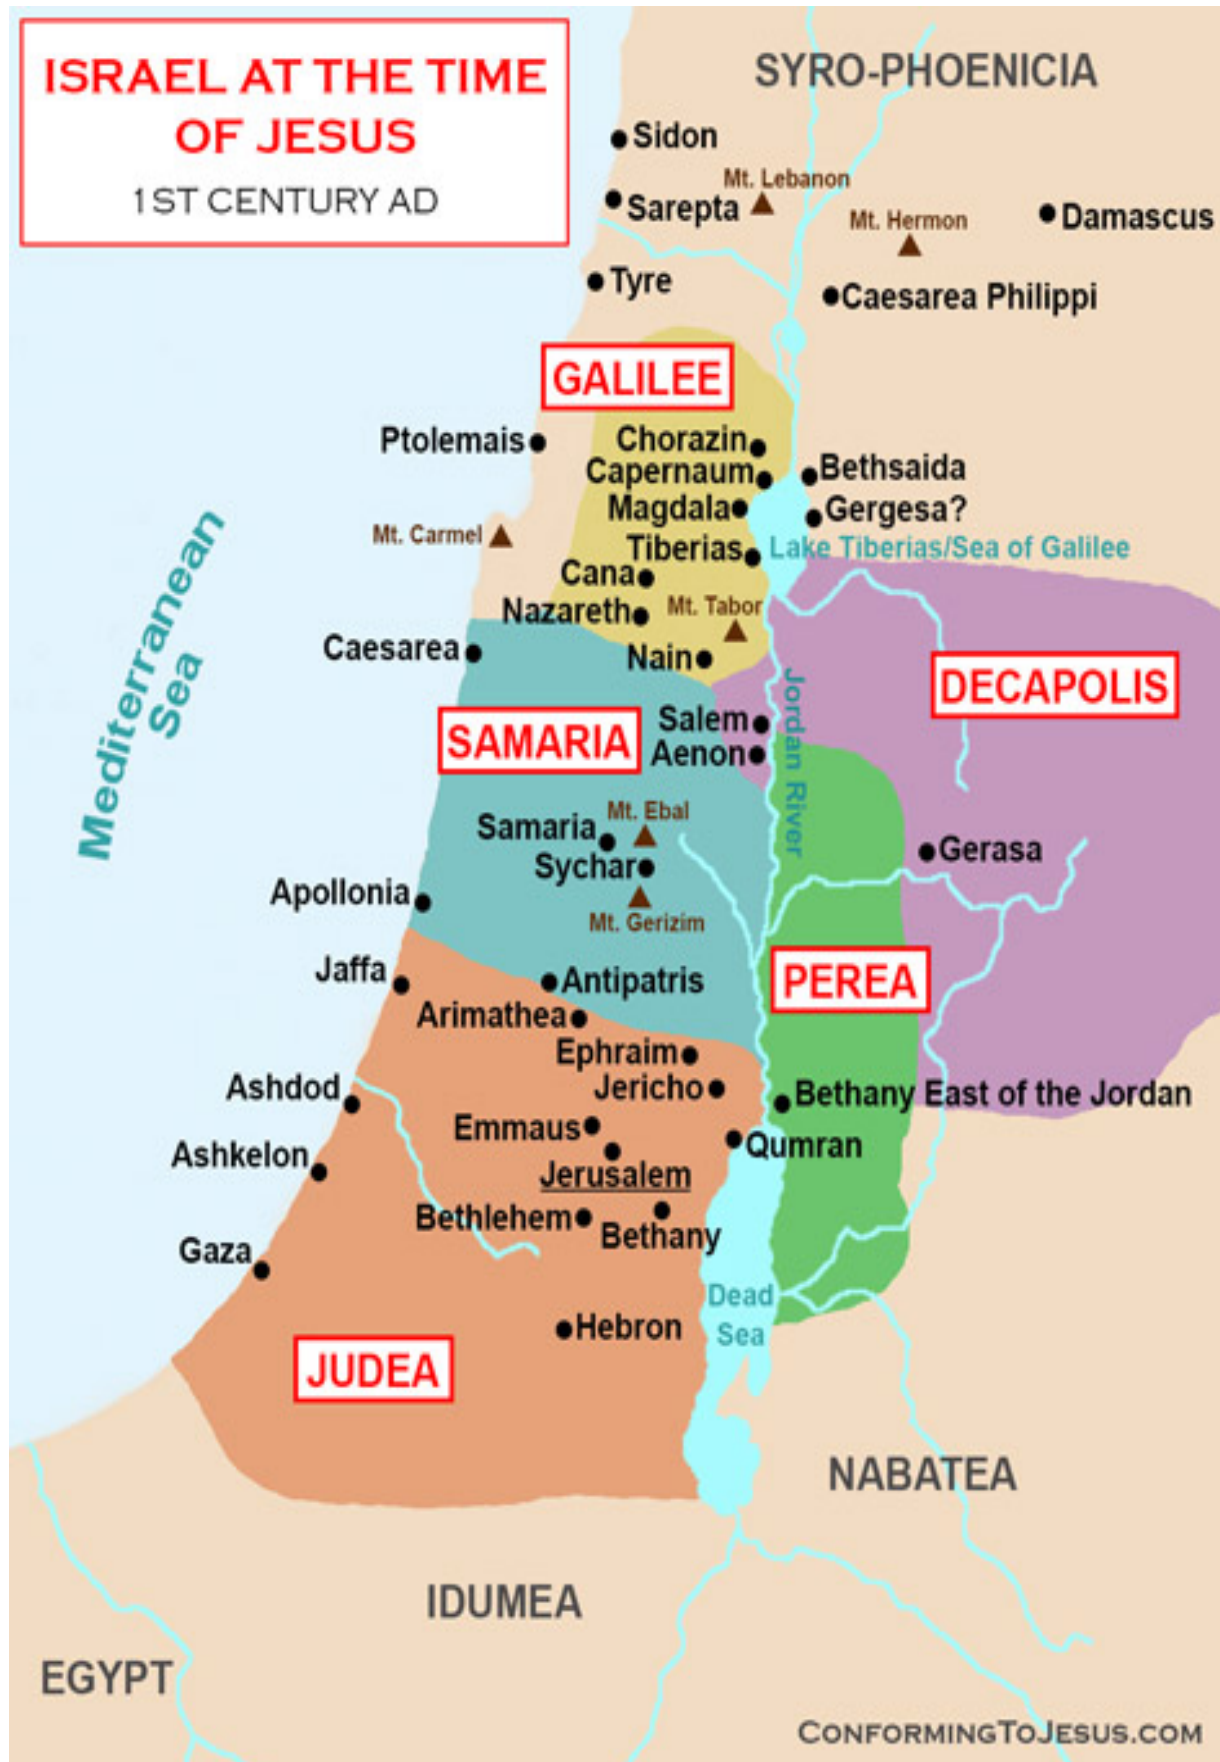 ISRAEL AT THE TIME
OF JESUS
1ST CENTURY AD
SYRO-PHOENICIA
Sidon
Mt. Lebanon
Sarepta
Mt. Hermon
Damascus
Tyre
Caesarea Philippi
GALILEE
Ptolemais
Chorazin
Capernaum
Bethsaida
Magdala
Gergesa?
Mt. Carmel
Tiberias
Lake Tiberias/Sea of Galilee
Cana
Nazareth
Mt. Tabor
Mediterranean
Sea
Caesarea
Nain
DECAPOLIS
Jordan River
SAMARIA
Salem
Aenon
Mt. Ebal
Samaria
Sychar
Gerasa
Apollonia
Mt. Gerizim
Jaffa
Antipatris
PEREA
Arimathea
Ephraim
Jericho
Ashdod
Bethany East of the Jordan
Emmaus
Qumran
Ashkelon
Jerusalem
Bethlehem
Bethany
Gaza
Dead
Sea
Hebron
JUDEA
NABATEA
IDUMEA
EGYPT
CONFORMINGTOJESUS.COM